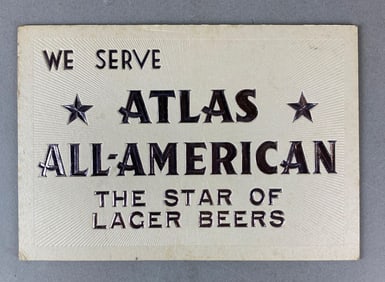 WE SERVE
ATLAS
ALL-AMERICAN
THE STAR OF
LAGER BEERS